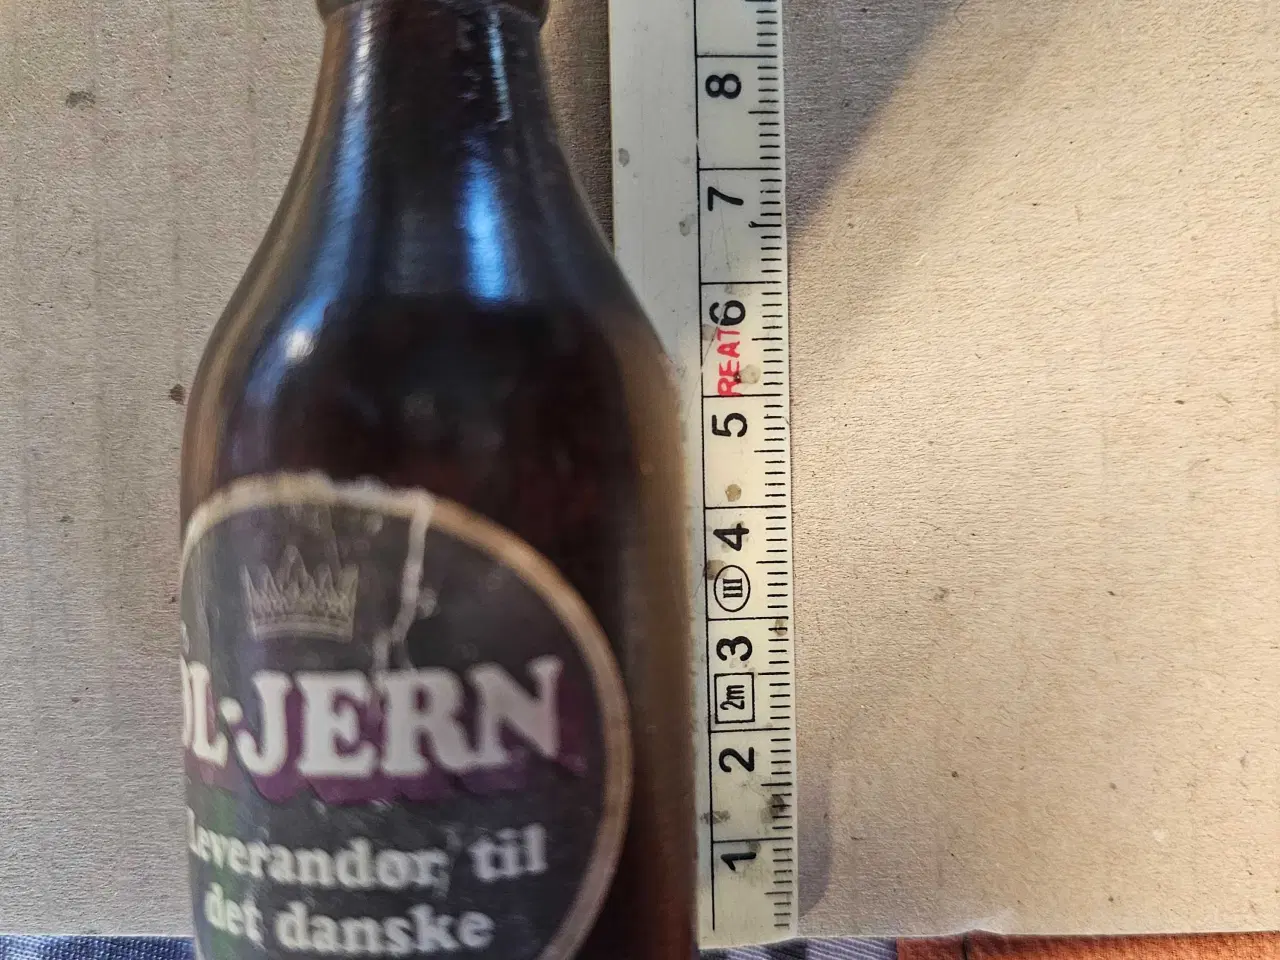 ØL·JERN
Leverandør til
det danske
8
7
6
REAT
5
4
III
3
2m
2
1